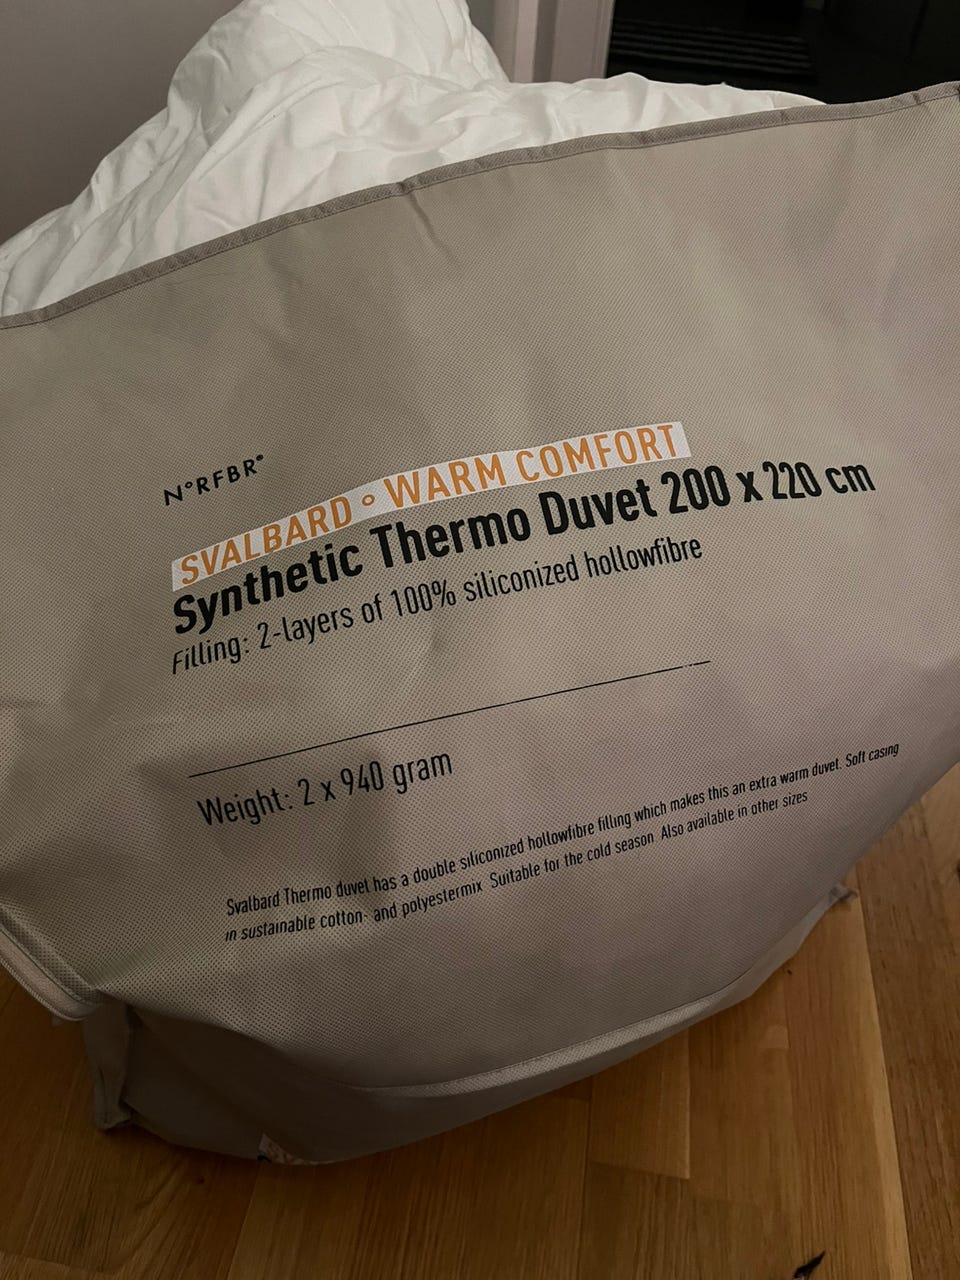 N°RFBR®
SVALBARD • WARM COMFORT
Synthetic Thermo Duvet 200 x 220 cm
Filling: 2-layers of 100% siliconized hollowfibre
Weight: 2 x 940 gram
Svalbard Thermo duvet has a double siliconized hollowfibre filling which makes this an extra warm duvet. Soft casing
in sustainable cotton- and polyestermix. Suitable for the cold season. Also available in other sizes